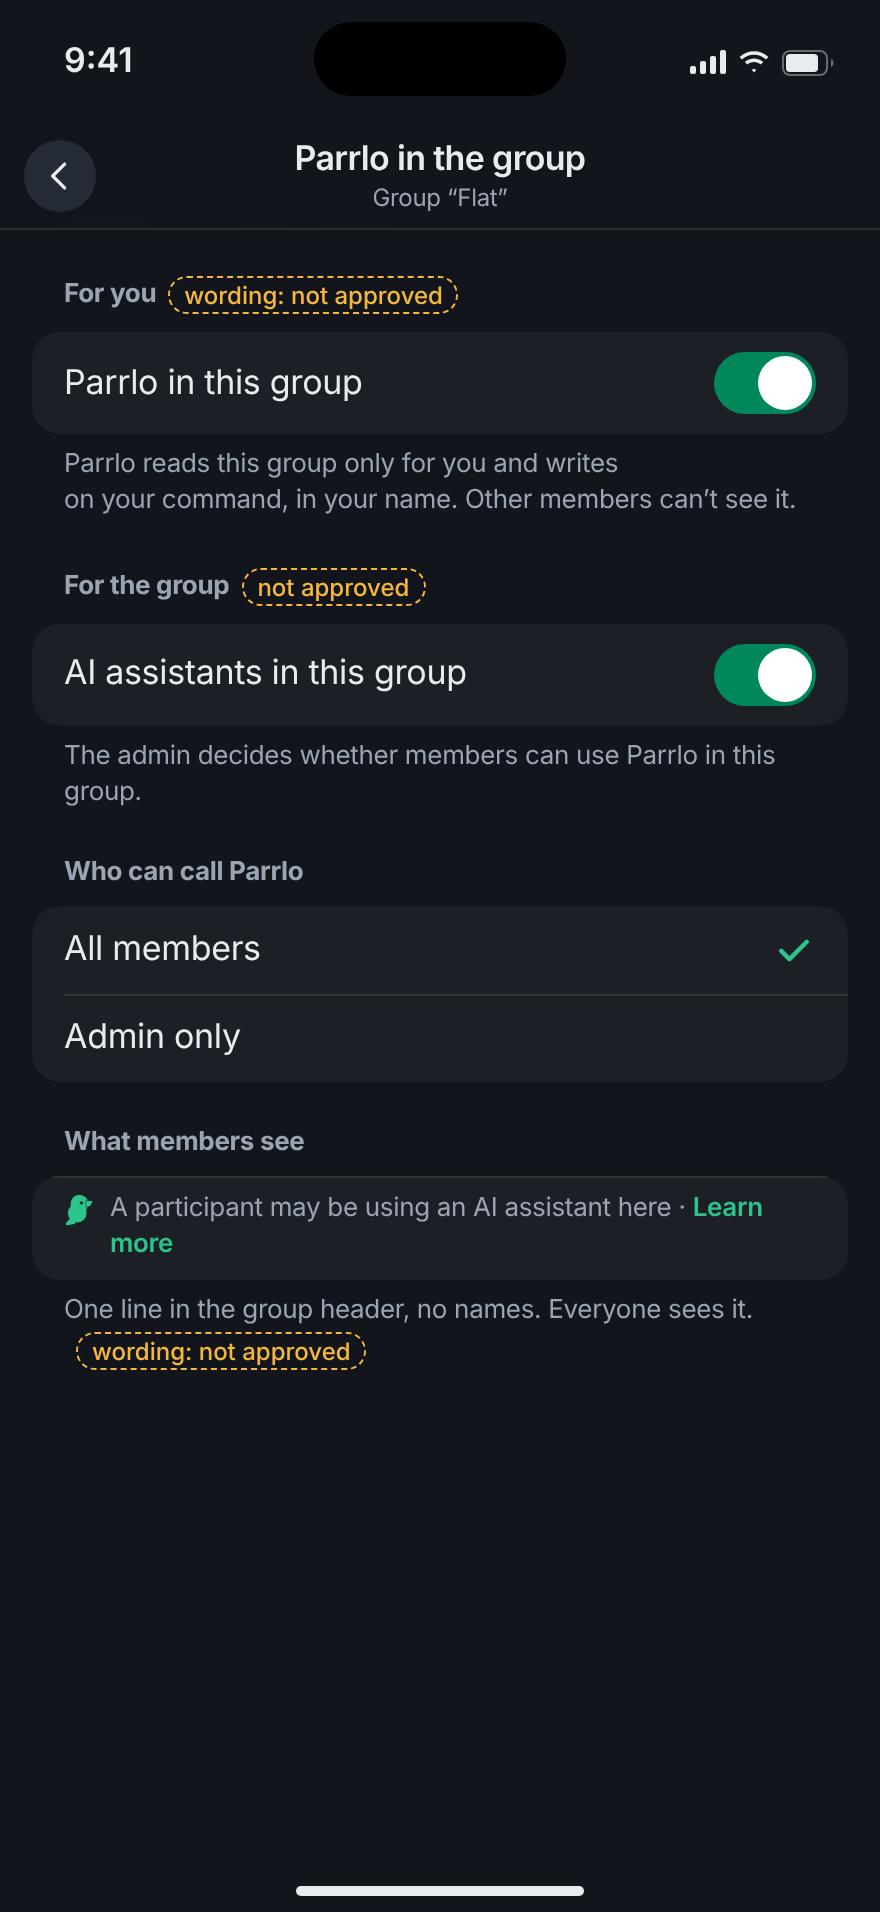 9:41
Parrlo in the group
Group “Flat”
For you wording: not approved
Parrlo in this group
Parrlo reads this group only for you and writes
on your command, in your name. Other members can’t see it.
For the group not approved
AI assistants in this group
The admin decides whether members can use Parrlo in this
group.
Who can call Parrlo
All members
Admin only
What members see
A participant may be using an AI assistant here · Learn
more
One line in the group header, no names. Everyone sees it.
wording: not approved